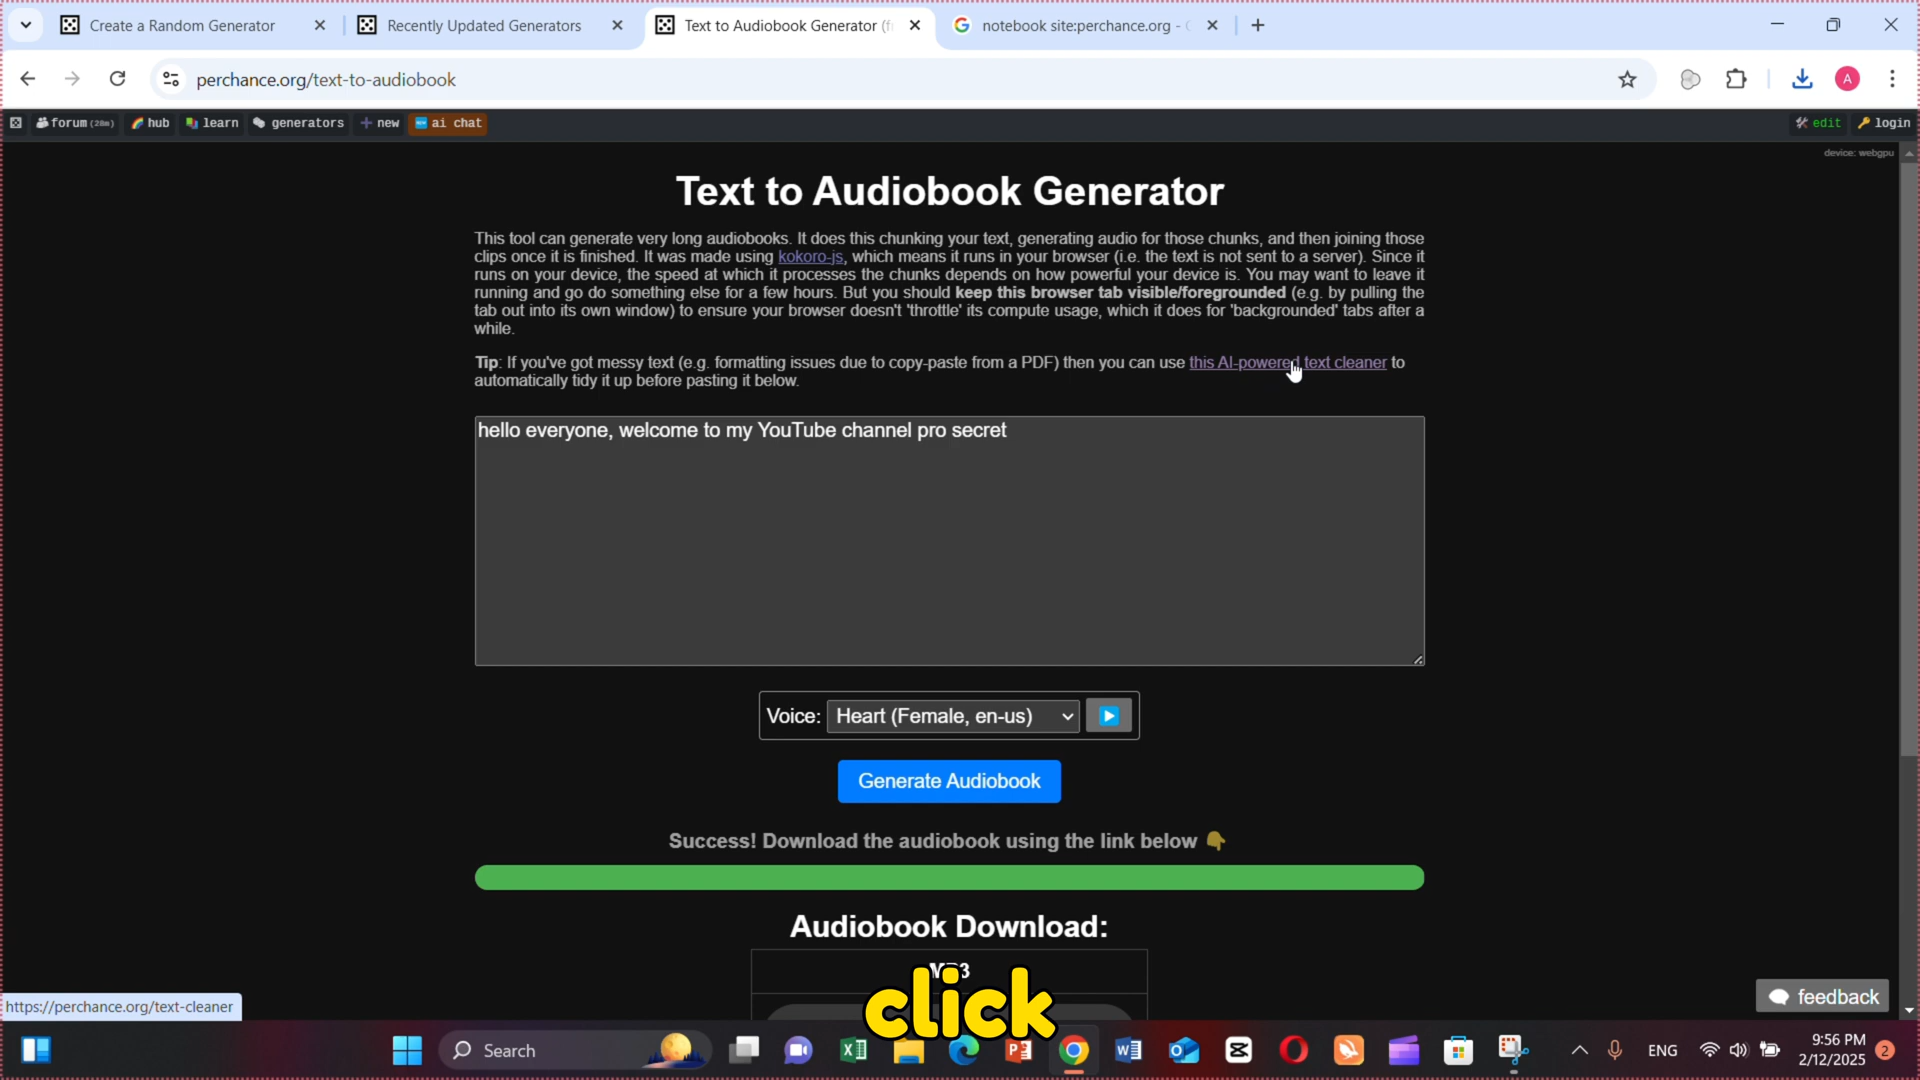 Create a Random Generator
Recently Updated Generators
Text to Audiobook Generator (f
notebook site:perchance.org -
perchance.org/text-to-audiobook
A
forum (28m)
hub
learn
generators
new
ai chat
edit
login
device: webgpu
Text to Audiobook Generator
This tool can generate very long audiobooks. It does this chunking your text, generating audio for those chunks, and then joining those
clips once it is finished. It was made using kokoro-js, which means it runs in your browser (i.e. the text is not sent to a server). Since it
runs on your device, the speed at which it processes the chunks depends on how powerful your device is. You may want to leave it
running and go do something else for a few hours. But you should keep this browser tab visible/foregrounded (e.g. by pulling the
tab out into its own window) to ensure your browser doesn't 'throttle' its compute usage, which it does for 'backgrounded' tabs after a
while.
Tip: If you've got messy text (e.g. formatting issues due to copy-paste from a PDF) then you can use this AI-powered text cleaner to
automatically tidy it up before pasting it below.
hello everyone, welcome to my YouTube channel pro secret
Voice: Heart (Female, en-us)
Generate Audiobook
Success! Download the audiobook using the link below
Audiobook Download:
MP3
click
feedback
https://perchance.org/text-cleaner
Search
ENG
9:56 PM
2/12/2025
2